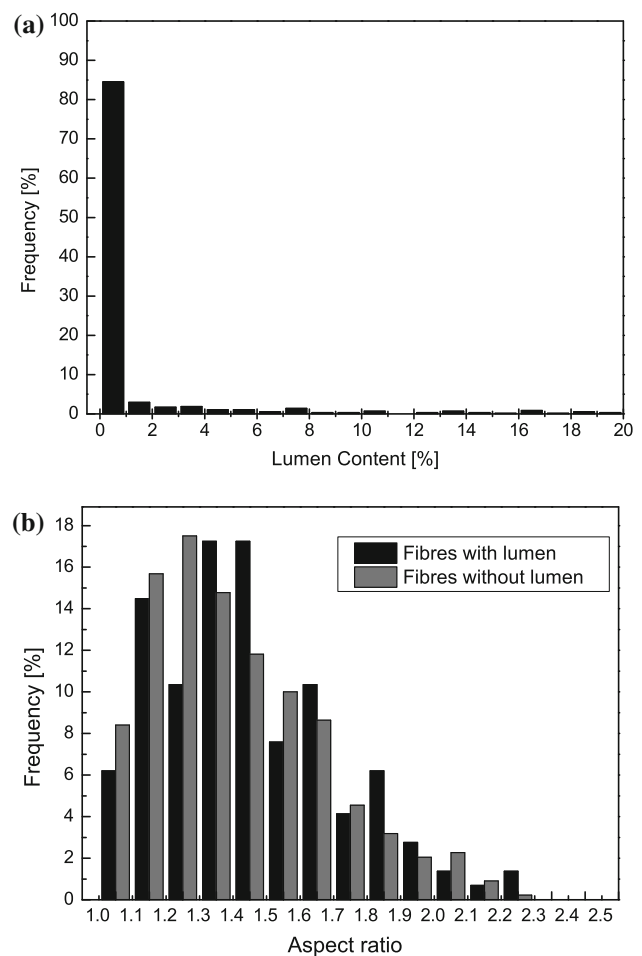 (a)
100
90
80
70
60
50
40
30
20
10
0
Frequency [%]
0 2 4 6 8 10 12 14 16 18 20
Lumen Content [%]
(b)
18
16
14
12
10
8
6
4
2
0
Frequency [%]
Fibres with lumen
Fibres without lumen
1.0 1.1 1.2 1.3 1.4 1.5 1.6 1.7 1.8 1.9 2.0 2.1 2.2 2.3 2.4 2.5
Aspect ratio